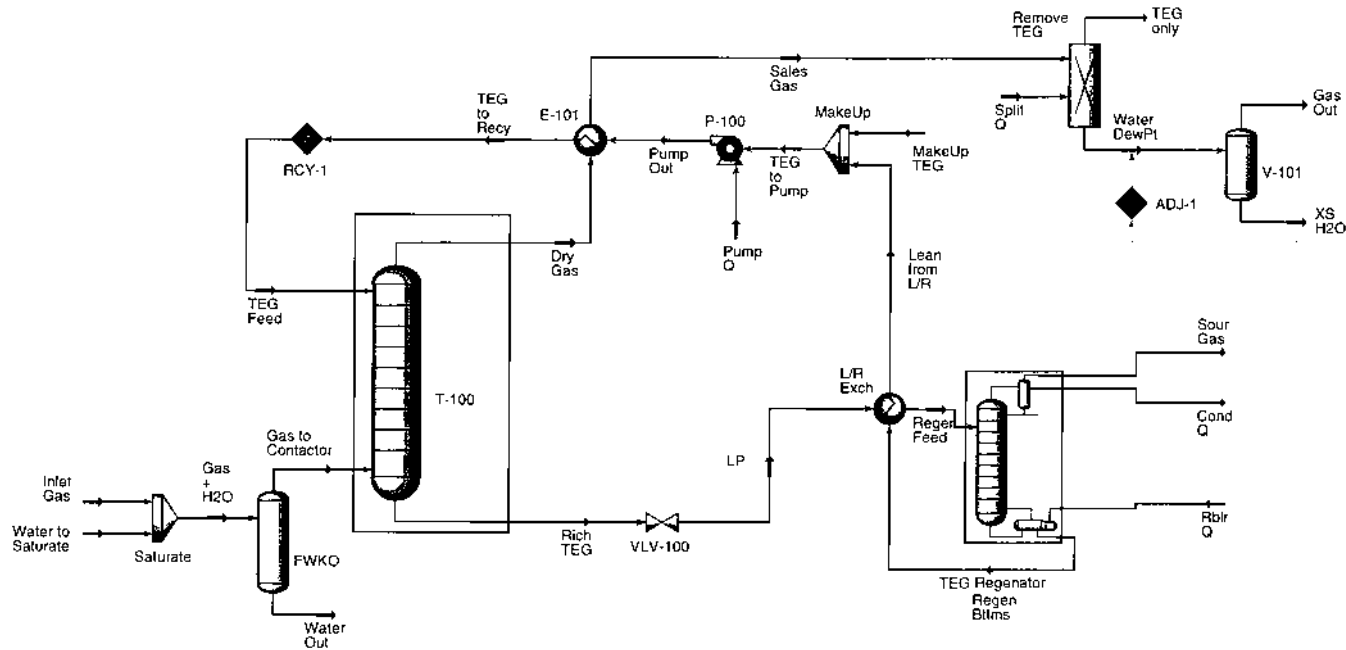 Remove
TEG
TEG
only
Sales
Gas
Split
Q
Water
DewPt
Gas
Out
V-101
XS
H2O
ADJ-1
TEG
to
Recy
E-101
P-100
MakeUp
MakeUp
TEG
Pump
Out
TEG
to
Pump
Pump
Q
RCY-1
Dry
Gas
Lean
from
L/R
TEG
Feed
T-100
Sour
Gas
L/R
Exch
Regen
Feed
Cond
Q
LP
Gas to
Contactor
Gas
+
H2O
Inlet
Gas
Water to
Saturate
Saturate
FWKO
Water
Out
Rich
TEG
VLV-100
Rblr
Q
TEG Regenator
Regen
Bttms